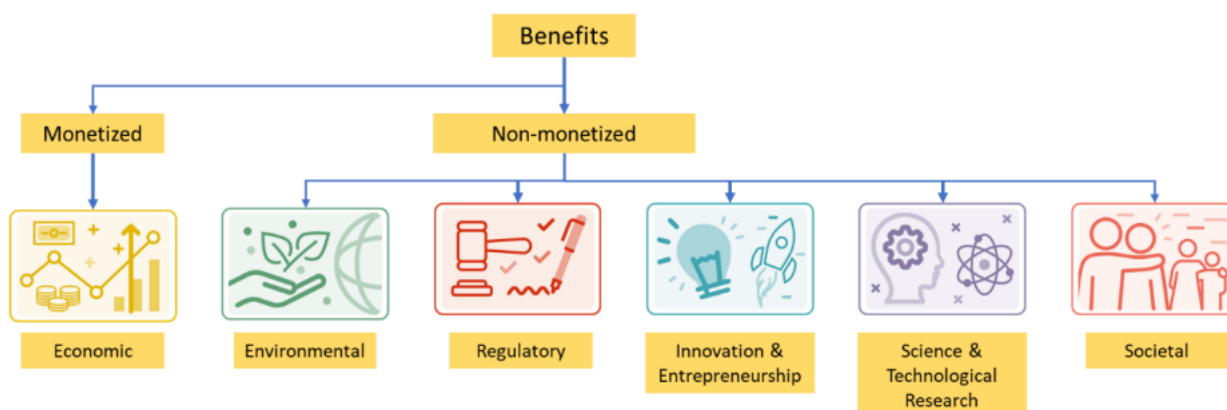 Benefits
Monetized
Non-monetized
Economic
Environmental
Regulatory
Innovation &
Entrepreneurship
Science &
Technological
Research
Societal